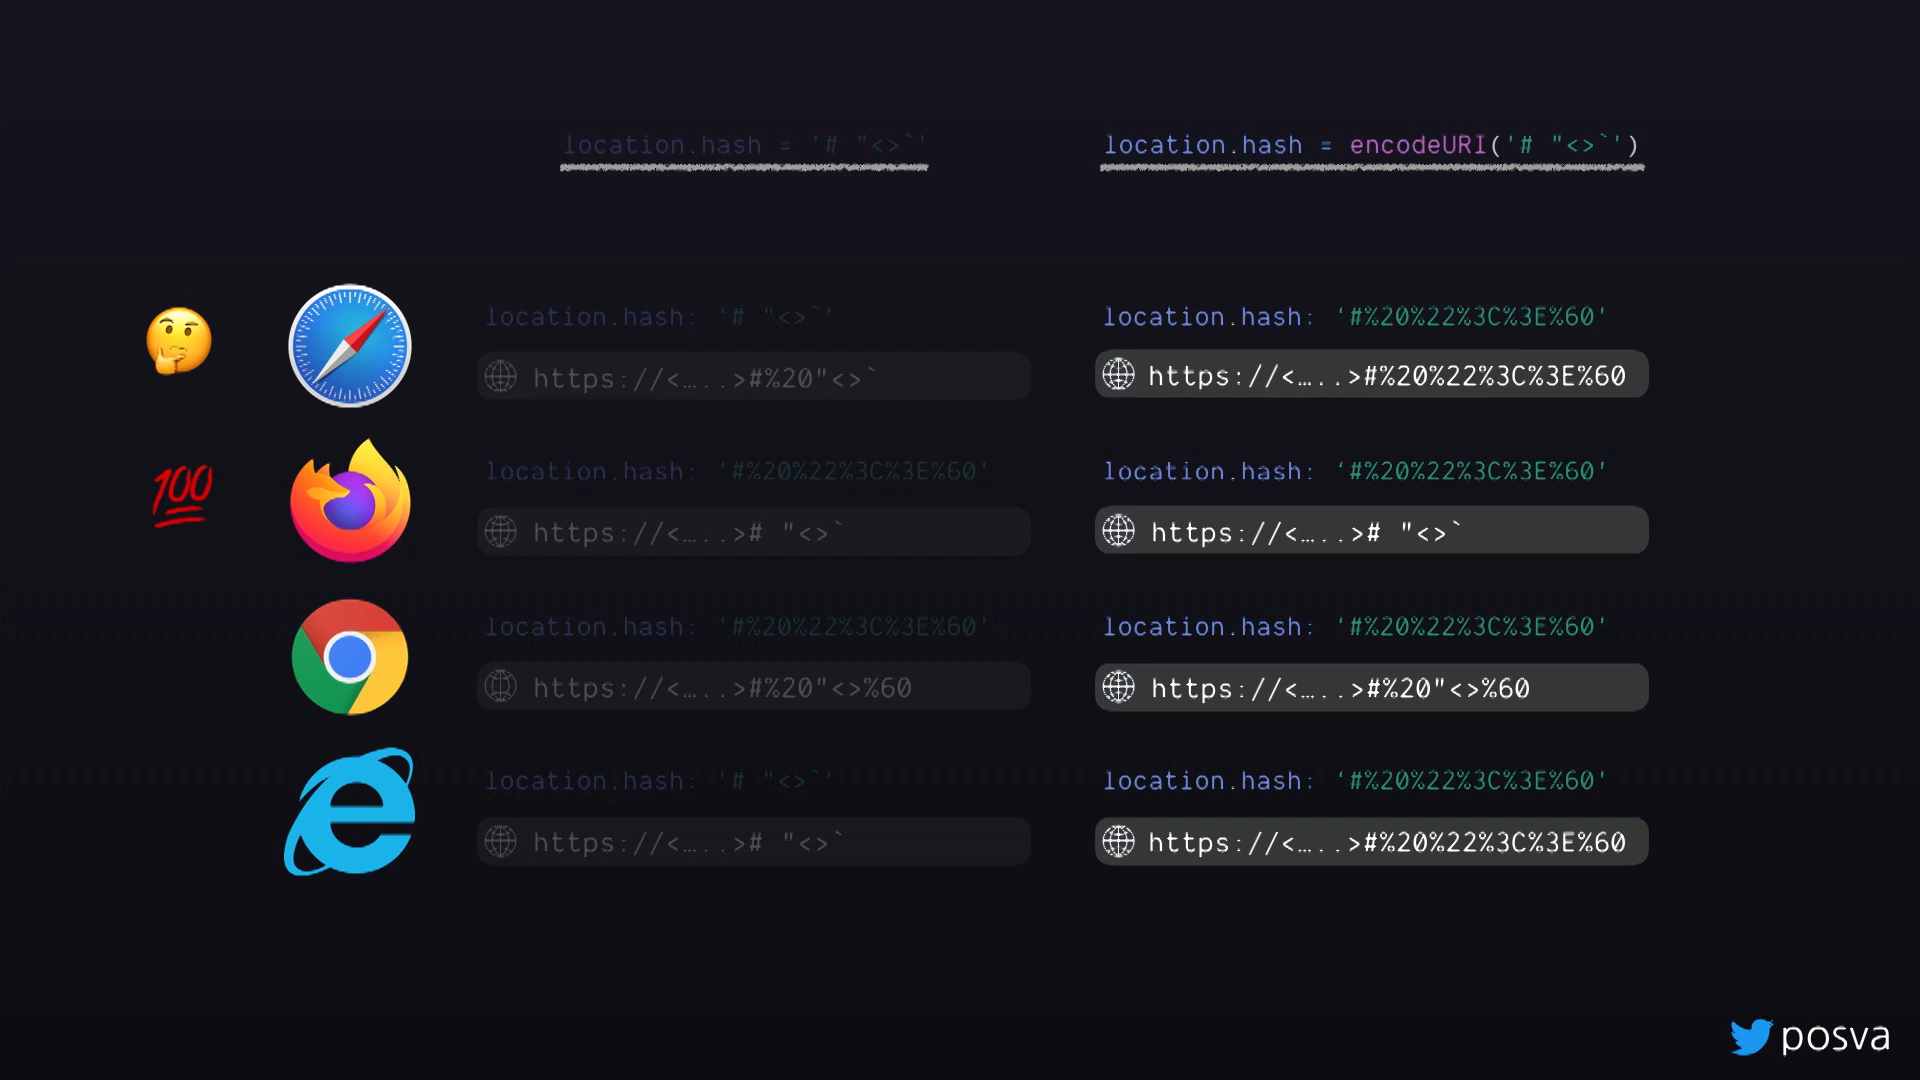 location.hash = '# "<>`'
location.hash = encodeURI('# "<>`')
location.hash: '# "<>`'
https://<…..>#%20"<>`
location.hash: '#%20%22%3C%3E%60'
https://<…..>#%20%22%3C%3E%60
location.hash: '#%20%22%3C%3E%60'
https://<…..># "<>`
location.hash: '#%20%22%3C%3E%60'
https://<…..># "<>`
location.hash: '#%20%22%3C%3E%60'
https://<…..>#%20"<>%60
location.hash: '#%20%22%3C%3E%60'
https://<…..>#%20"<>%60
location.hash: '# "<>`'
https://<…..># "<>`
location.hash: '#%20%22%3C%3E%60'
https://<…..>#%20%22%3C%3E%60
100
posva